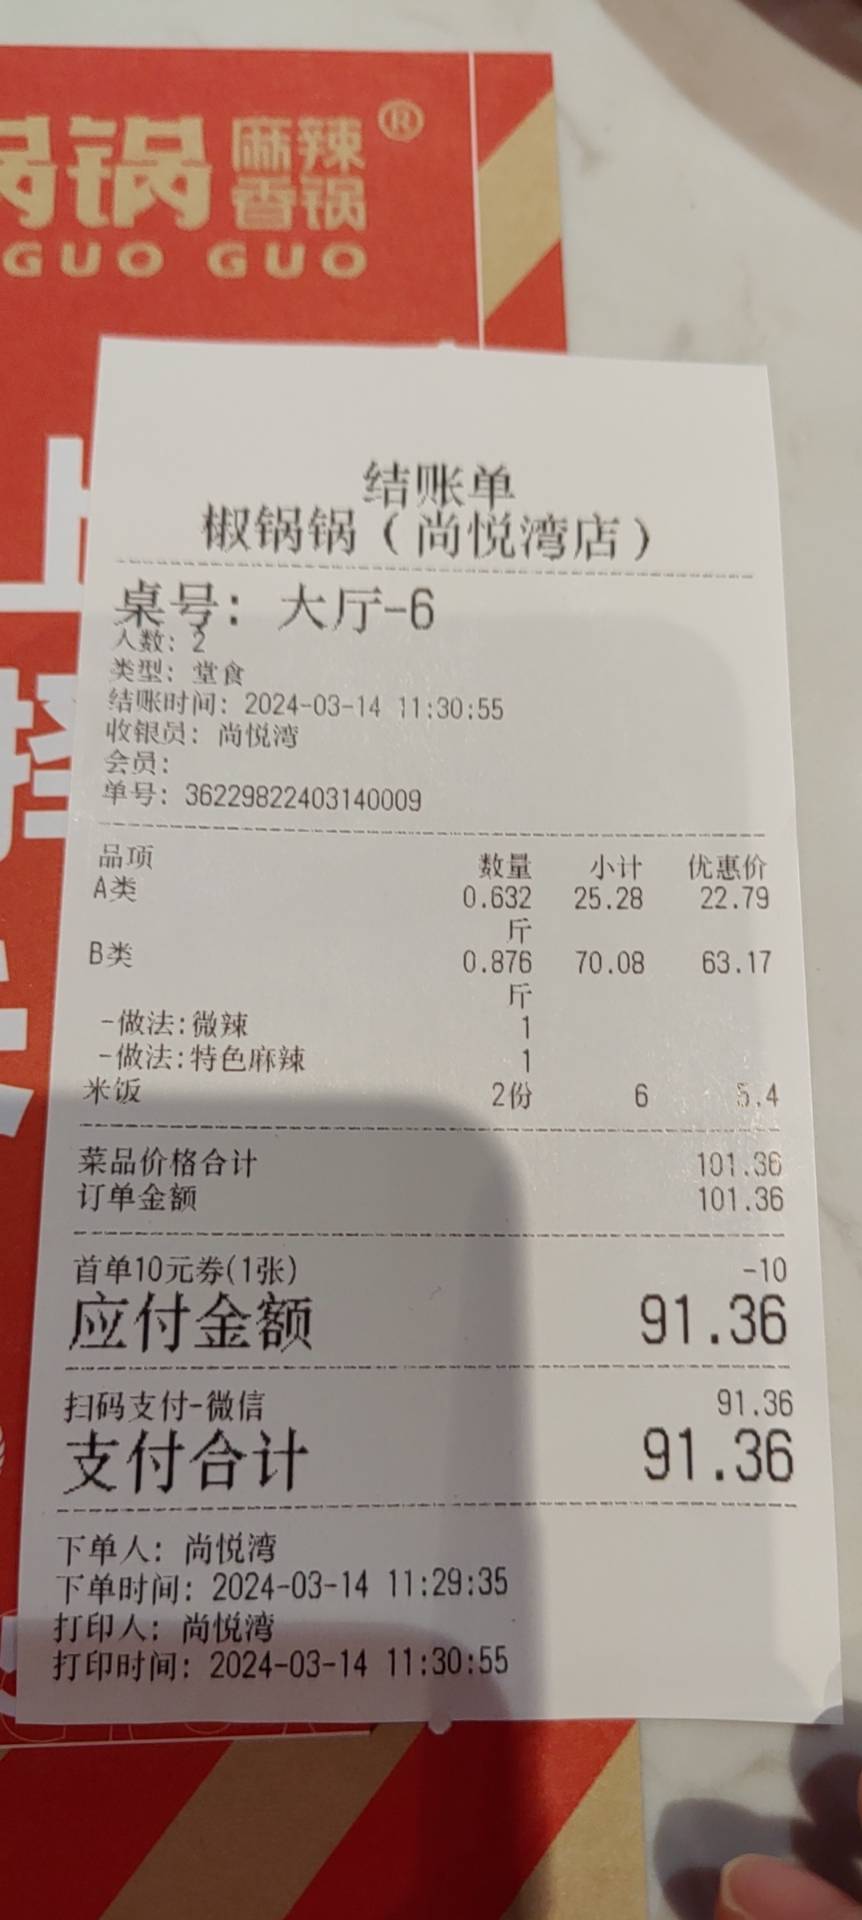 锅锅 麻辣香锅®
GUO GUO
结账单
椒锅锅（尚悦湾店）
桌号: 大厅-6
人数: 2
类型: 堂食
结账时间: 2024-03-14 11:30:55
收银员: 尚悦湾
会员:
单号: 36229822403140009
品项 数量 小计 优惠价
A类 0.632斤 25.28 22.79
B类 0.876斤 70.08 63.17
-做法:微辣 1
-做法:特色麻辣 1
米饭 2份 6 5.4
菜品价格合计 101.36
订单金额 101.36
首单10元券(1张) -10
应付金额 91.36
扫码支付-微信 91.36
支付合计 91.36
下单人: 尚悦湾
下单时间: 2024-03-14 11:29:35
打印人: 尚悦湾
打印时间: 2024-03-14 11:30:55